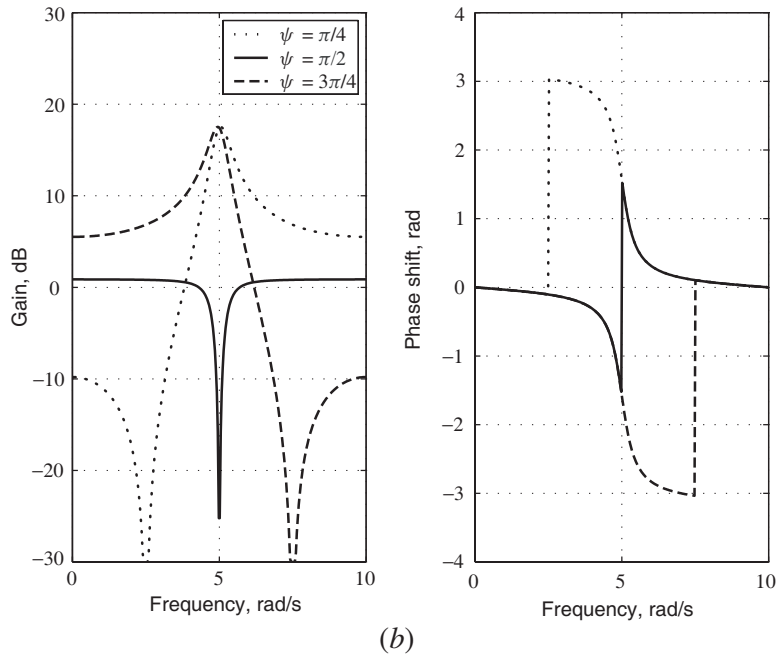 30
20
10
0
−10
−20
−30
Gain, dB
ψ = π/4
ψ = π/2
ψ = 3π/4
0
5
10
Frequency, rad/s
4
3
2
1
0
−1
−2
−3
−4
Phase shift, rad
0
5
10
Frequency, rad/s
(b)